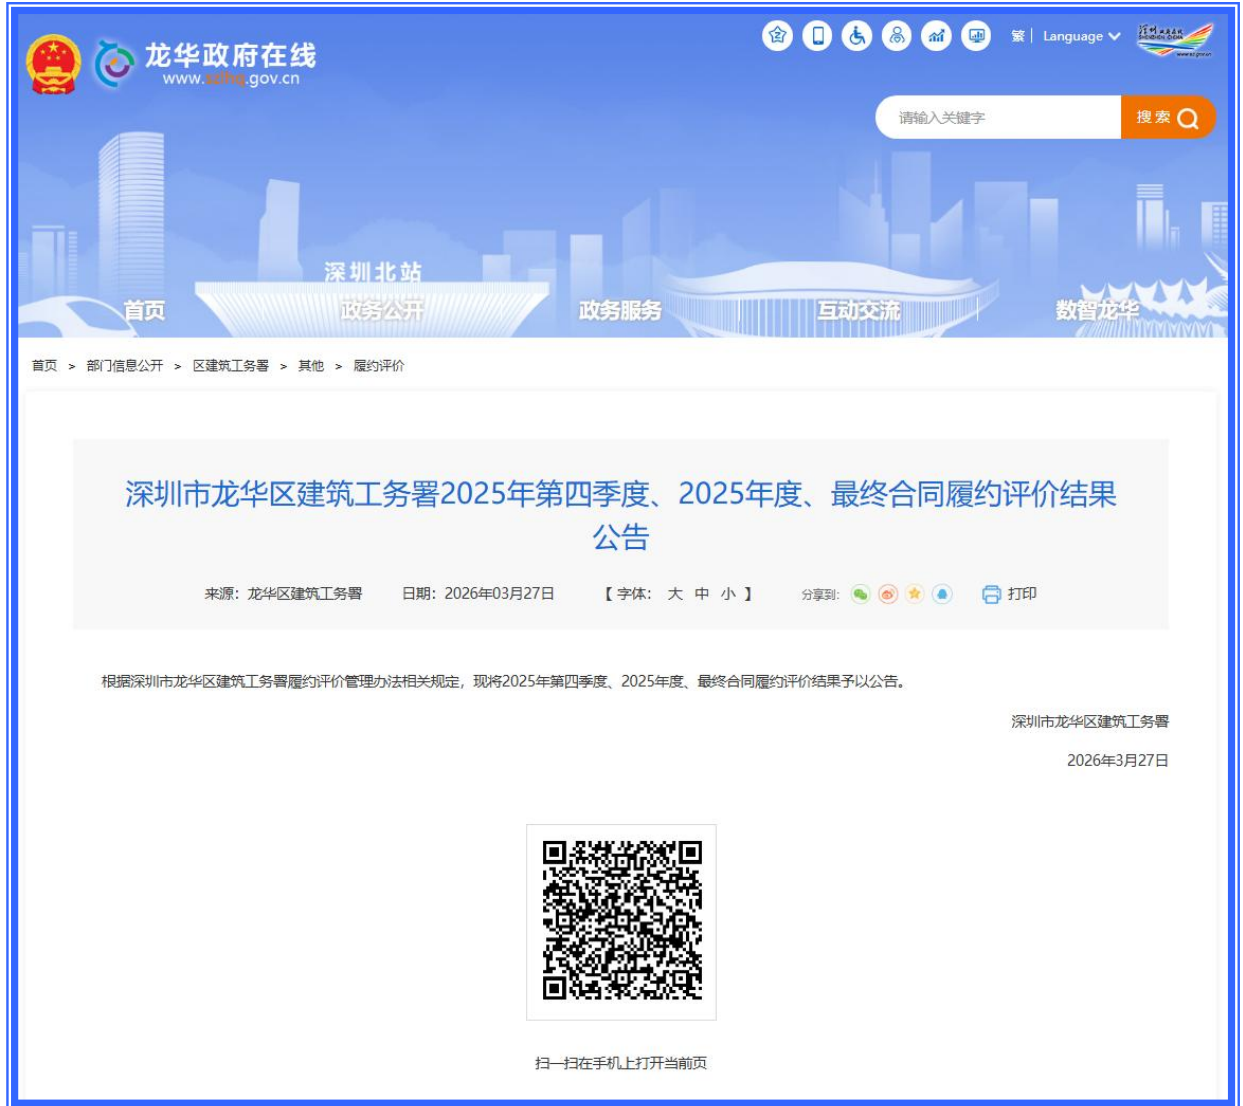 龙华政府在线
www.szlhq.gov.cn
繁 | Language
请输入关键字
搜索
深圳北站
首页
政务公开
政务服务
互动交流
数智龙华
首页 > 部门信息公开 > 区建筑工务署 > 其他 > 履约评价
深圳市龙华区建筑工务署2025年第四季度、2025年度、最终合同履约评价结果
公告
来源：龙华区建筑工务署 日期：2026年03月27日 【 字体： 大 中 小 】 分享到: 打印
根据深圳市龙华区建筑工务署履约评价管理办法相关规定，现将2025年第四季度、2025年度、最终合同履约评价结果予以公告。
深圳市龙华区建筑工务署
2026年3月27日
扫一扫在手机上打开当前页